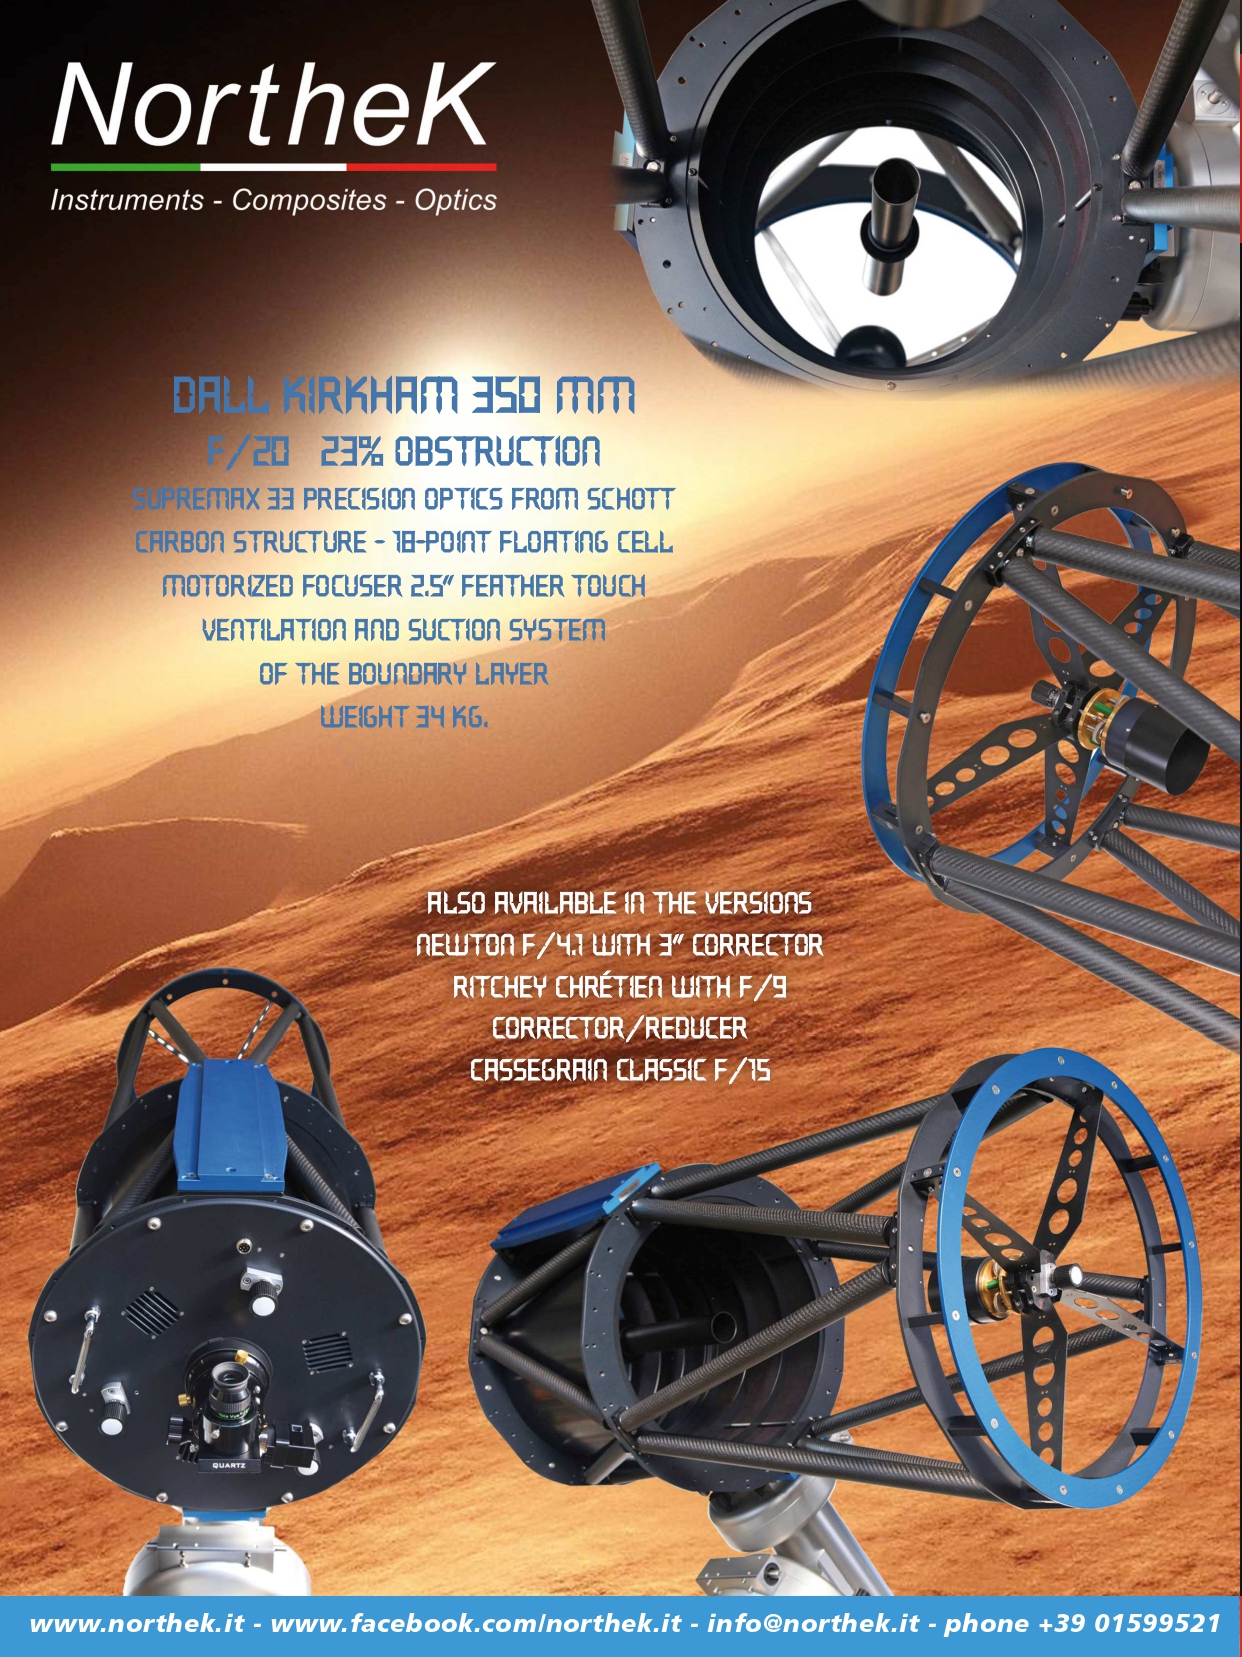 NortheK
Instruments - Composites - Optics
DALL KIRKHAM 350 MM
F/20 23% OBSTRUCTION
SUPREMAX 33 PRECISION OPTICS FROM SCHOTT
CARBON STRUCTURE - 18-POINT FLOATING CELL
MOTORIZED FOCUSER 2.5” FEATHER TOUCH
VENTILATION AND SUCTION SYSTEM
OF THE BOUNDARY LAYER
WEIGHT 34 KG.
ALSO AVAILABLE IN THE VERSIONS
NEWTON F/4.1 WITH 3” CORRECTOR
RITCHEY CHRÉTIEN WITH F/9
CORRECTOR/REDUCER
CASSEGRAIN CLASSIC F/15
QUARTZ
www.northek.it - www.facebook.com/northek.it - info@northek.it - phone +39 01599521